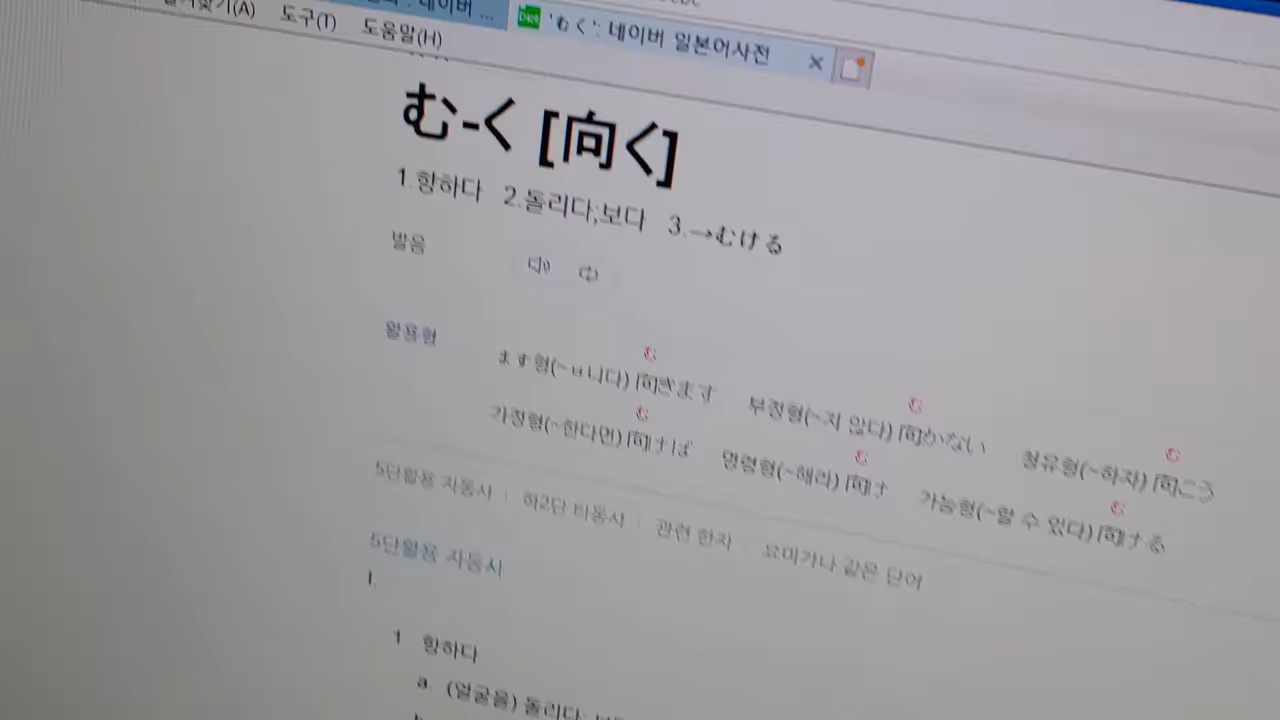 도구(T) 도움말(H)
'むく': 네이버 일본어사전
む-く [向く]
1.향하다 2.돌리다;보다 3.→むける
발음
활용형
ます형(~ㅂ니다) 向きます 부정형(~지 않다) 向かない 청유형(~하자) 向こう
가정형(~한다면) 向けば 명령형(~해라) 向け 가능형(~할 수 있다) 向ける
5단활용 자동사 하2단 타동사 관련 한자 요미가나 같은 단어
5단활용 자동사
I.
1 향하다
a (얼굴을) 돌리다;